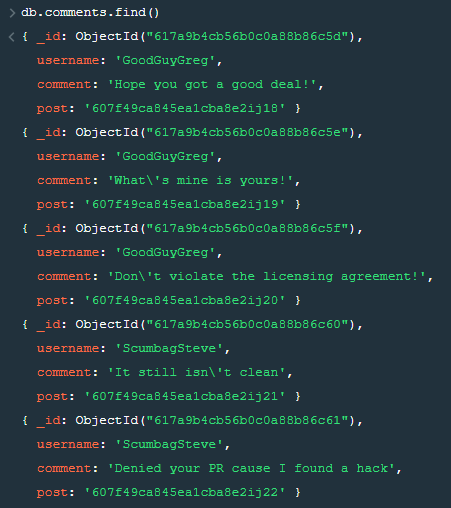 > db.comments.find()
< { _id: ObjectId("617a9b4cb56b0c0a88b86c5d"),
username: 'GoodGuyGreg',
comment: 'Hope you got a good deal!',
post: '607f49ca845ea1cba8e2ij18' }
{ _id: ObjectId("617a9b4cb56b0c0a88b86c5e"),
username: 'GoodGuyGreg',
comment: 'What\'s mine is yours!',
post: '607f49ca845ea1cba8e2ij19' }
{ _id: ObjectId("617a9b4cb56b0c0a88b86c5f"),
username: 'GoodGuyGreg',
comment: 'Don\'t violate the licensing agreement!',
post: '607f49ca845ea1cba8e2ij20' }
{ _id: ObjectId("617a9b4cb56b0c0a88b86c60"),
username: 'ScumbagSteve',
comment: 'It still isn\'t clean',
post: '607f49ca845ea1cba8e2ij21' }
{ _id: ObjectId("617a9b4cb56b0c0a88b86c61"),
username: 'ScumbagSteve',
comment: 'Denied your PR cause I found a hack',
post: '607f49ca845ea1cba8e2ij22' }